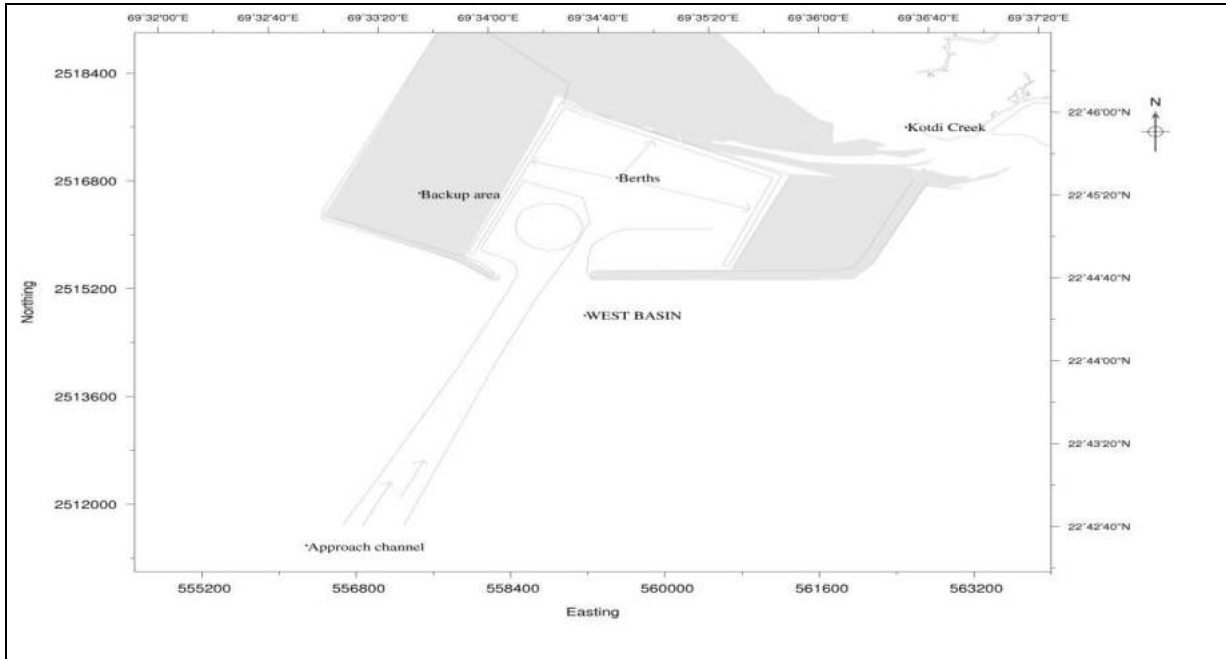 69°32'00"E 69°32'40"E 69°33'20"E 69°34'00"E 69°34'40"E 69°35'20"E 69°36'00"E 69°36'40"E 69°37'20"E
2518400
22°46'00"N
N
Kotdi Creek
2516800
Berths
Backup area
22°45'20"N
22°44'40"N
2515200
Northing
WEST BASIN
22°44'00"N
2513600
22°43'20"N
2512000
22°42'40"N
Approach channel
555200 556800 558400 560000 561600 563200
Easting